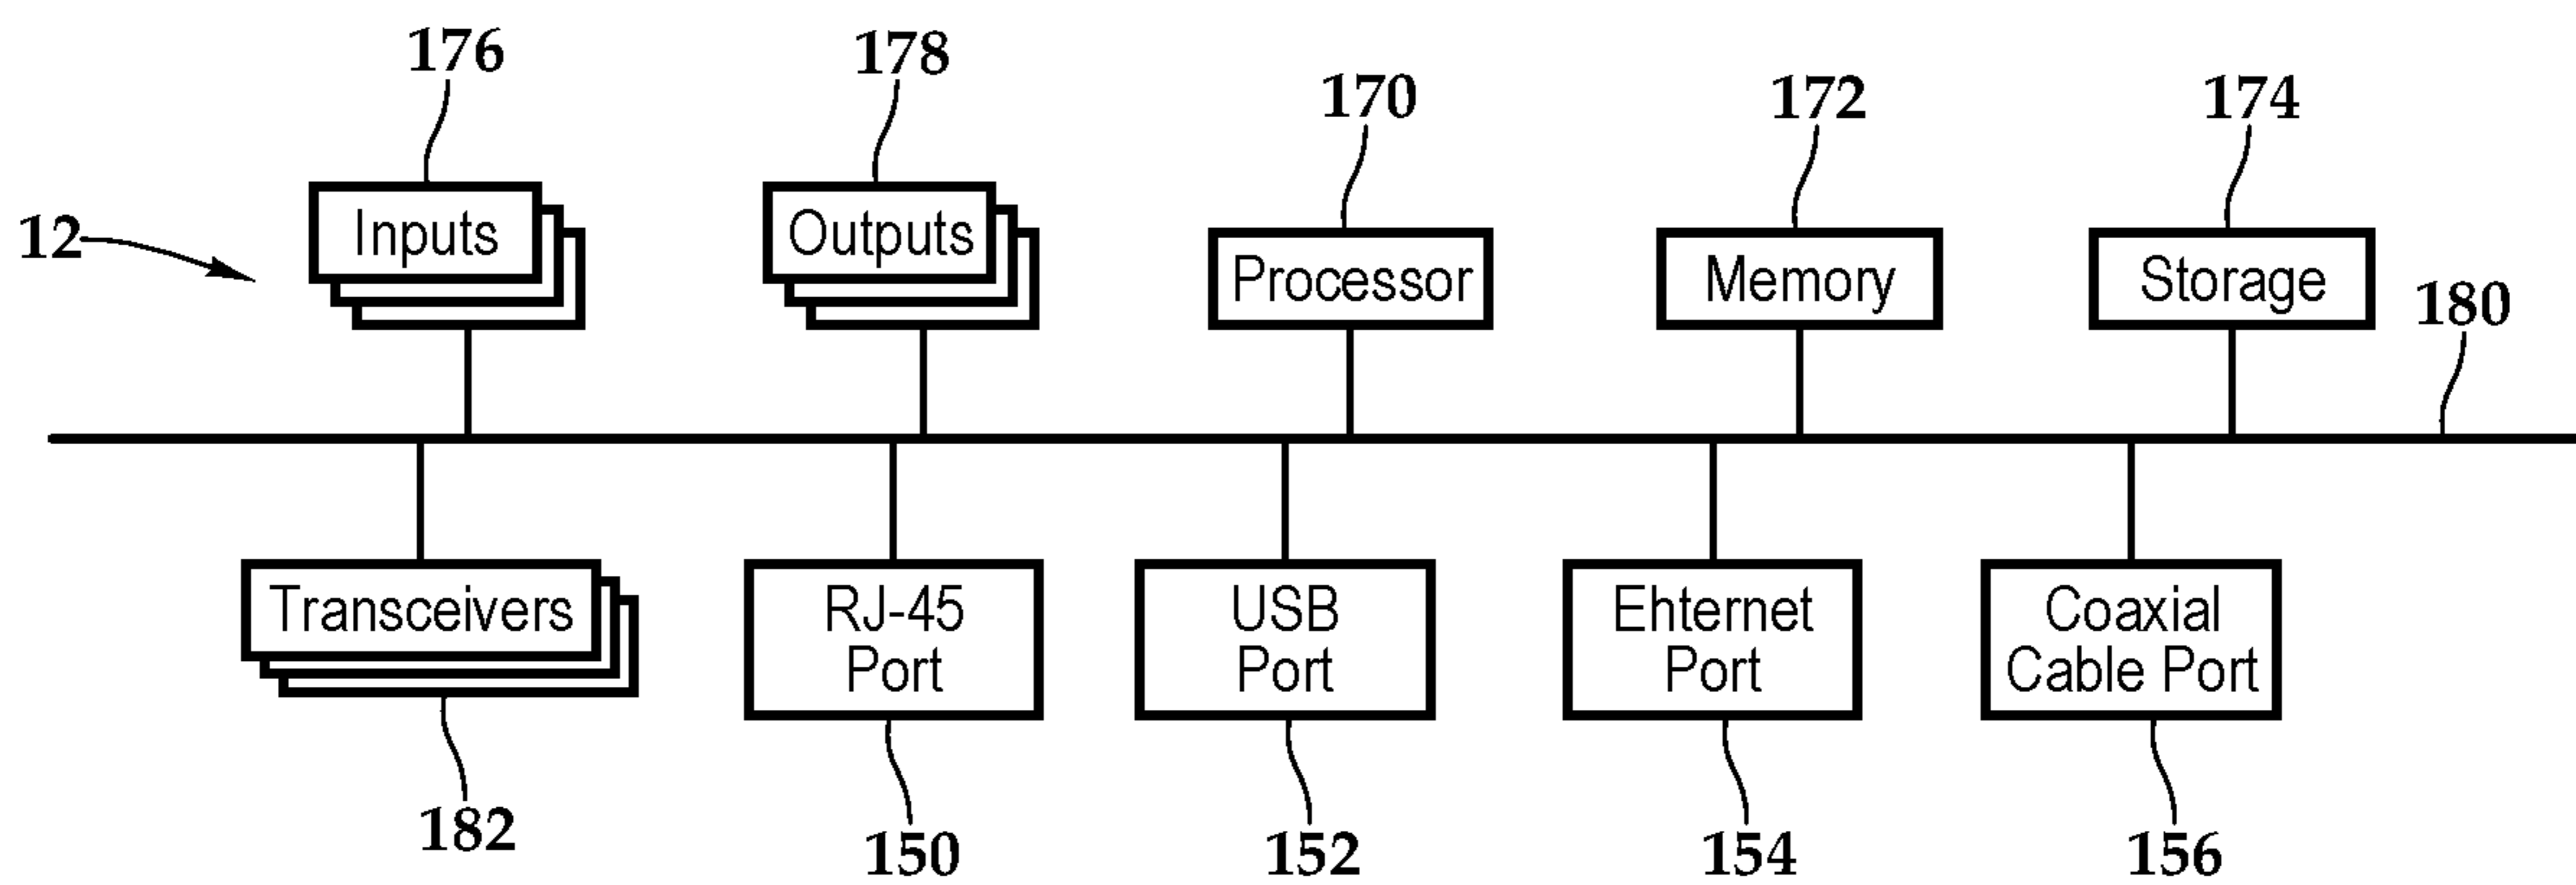 176
178
170
172
174
12
Inputs
Outputs
Processor
Memory
Storage
180
Transceivers
RJ-45
Port
USB
Port
Ehternet
Port
Coaxial
Cable Port
182
150
152
154
156